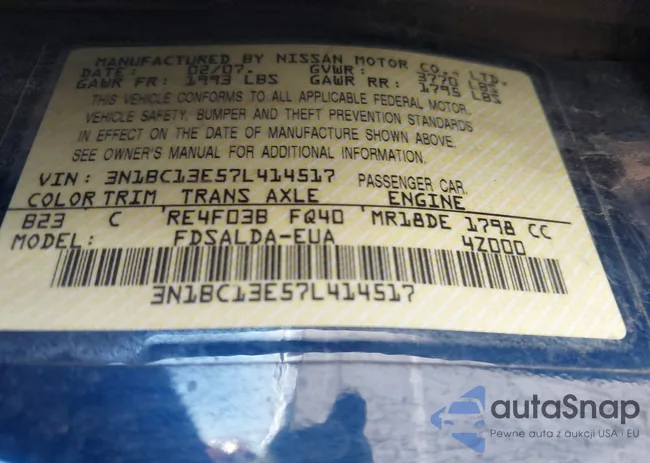 MANUFACTURED BY NISSAN MOTOR CO., LTD.
DATE: 02/07. GVWR: 3770 LBS
GAWR FR: 1993 LBS GAWR RR: 1795 LBS
THIS VEHICLE CONFORMS TO ALL APPLICABLE FEDERAL MOTOR
VEHICLE SAFETY, BUMPER AND THEFT PREVENTION STANDARDS
IN EFFECT ON THE DATE OF MANUFACTURE SHOWN ABOVE.
SEE OWNER'S MANUAL FOR ADDITIONAL INFORMATION.
VIN: 3N1BC13E57L414517 PASSENGER CAR.
COLOR TRIM TRANS AXLE ENGINE
B23 C RE4F03B FQ40 MR18DE 1798 CC
MODEL: FDSALDA-EUA 4Z000
3N1BC13E57L414517
autaSnap
Pewne auta z aukcji USA i EU